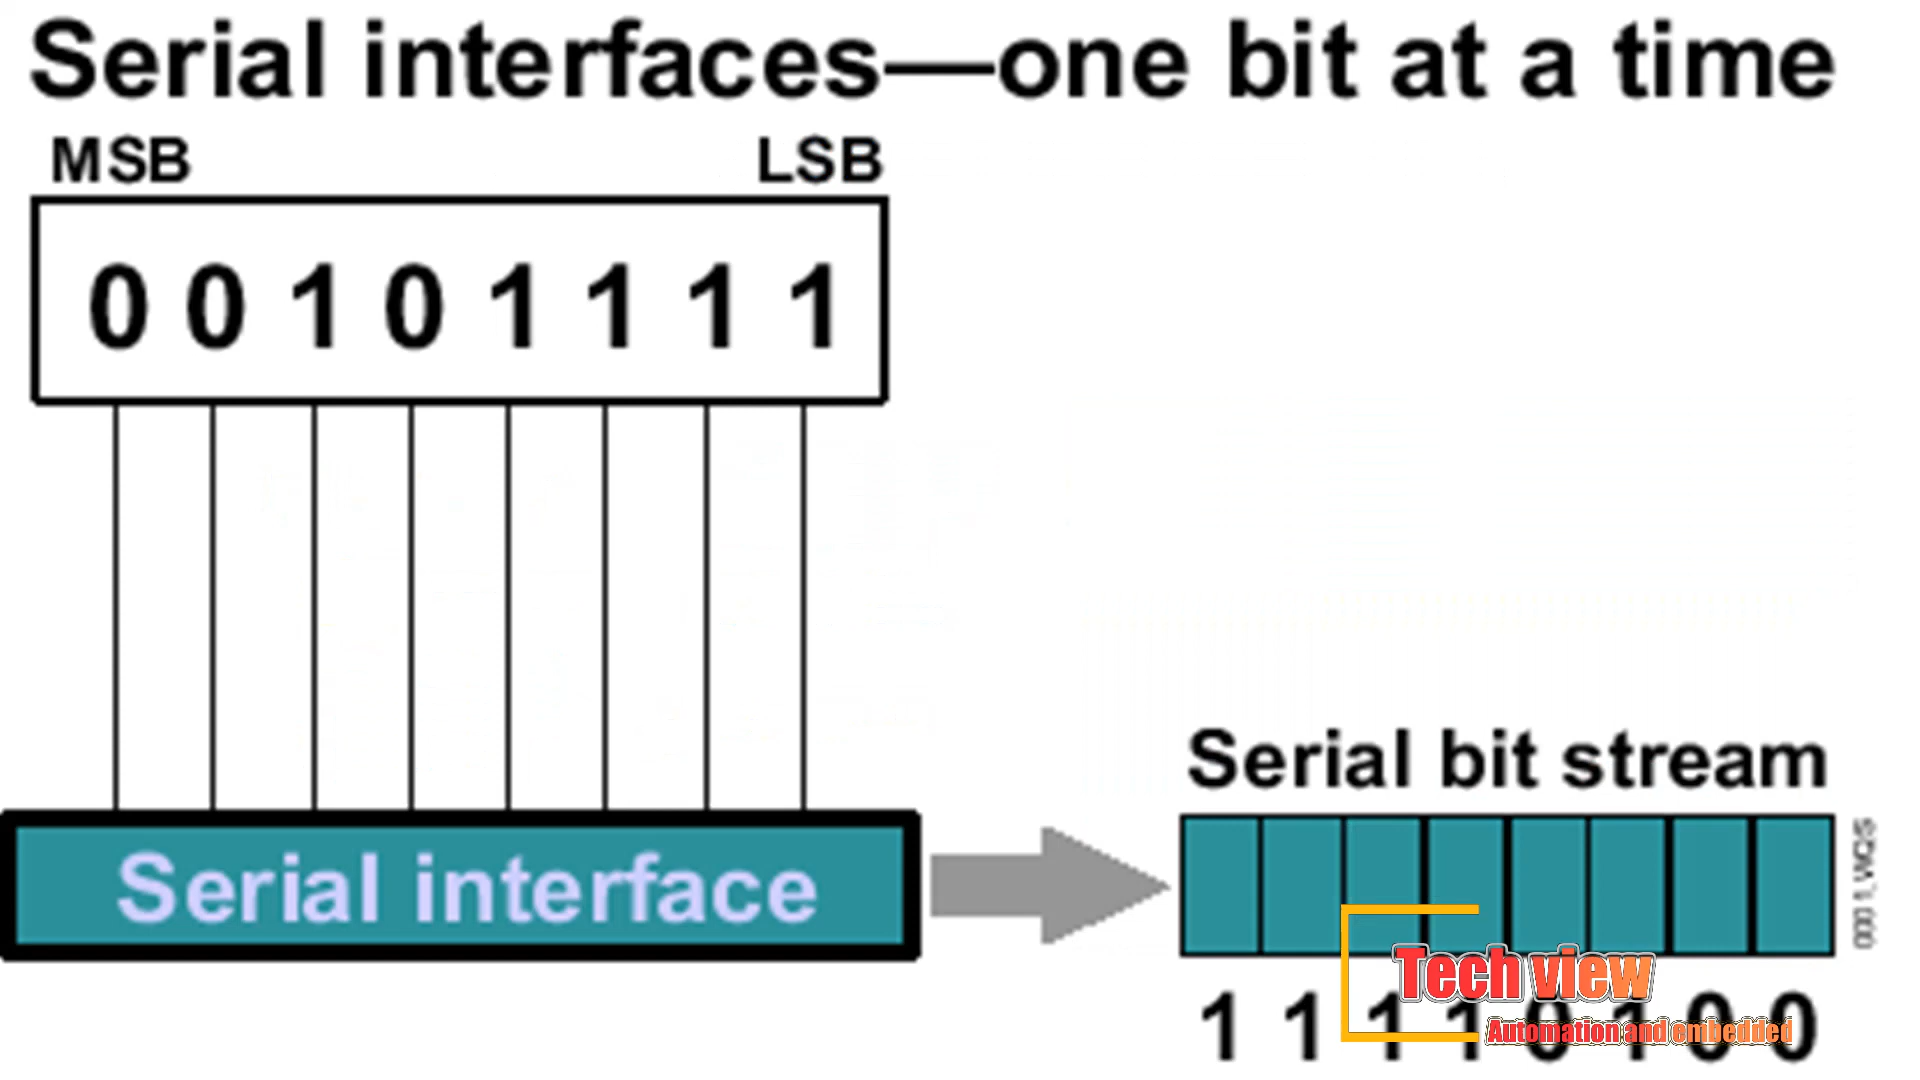 Serial interfaces—one bit at a time
MSB LSB
0 0 1 0 1 1 1 1
Serial bit stream
Serial interface
1 1 1 1 0 1 0 0
Tech view
Automation and embedded